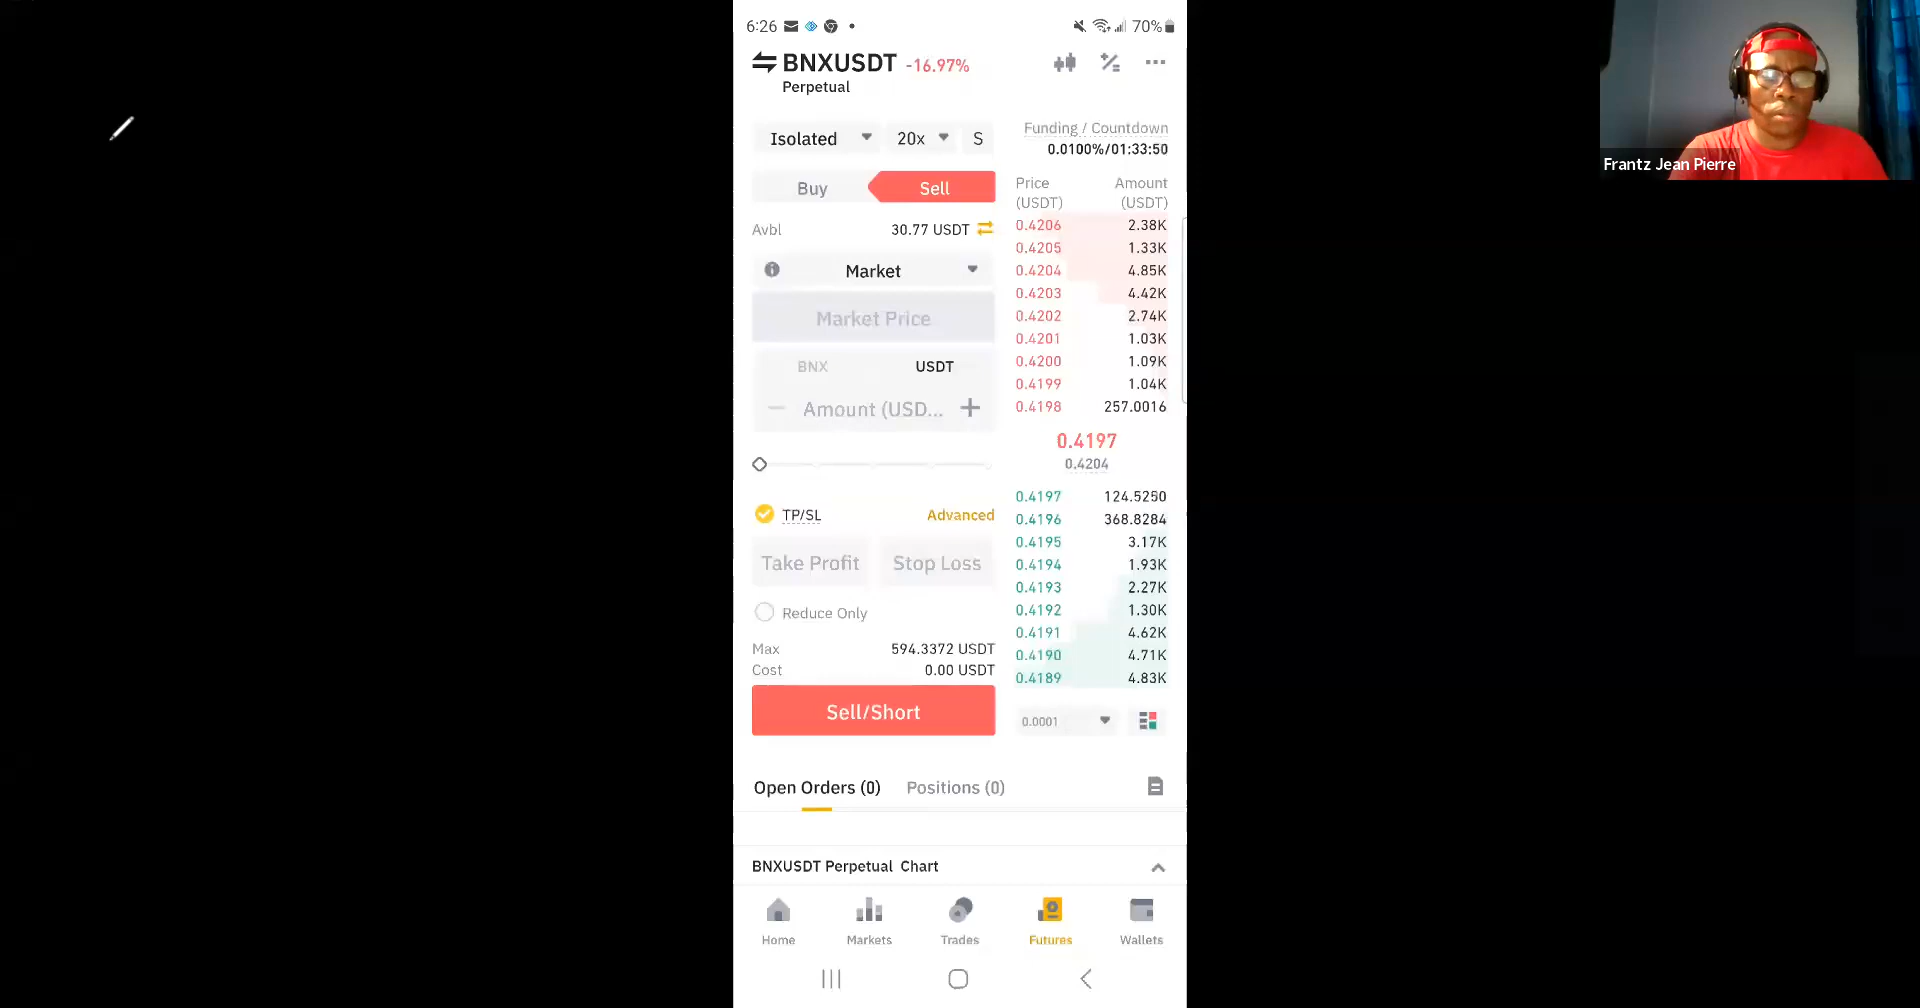 6:26
70%
BNXUSDT -16.97%
Perpetual
Isolated 20x S
Funding / Countdown
0.0100%/01:33:50
Buy Sell
Avbl 30.77 USDT
Market
Market Price
BNX USDT
Amount (USD...
TP/SL Advanced
Take Profit Stop Loss
Reduce Only
Max 594.3372 USDT
Cost 0.00 USDT
Sell/Short
Price Amount
(USDT) (USDT)
0.4206 2.38K
0.4205 1.33K
0.4204 4.85K
0.4203 4.42K
0.4202 2.74K
0.4201 1.03K
0.4200 1.09K
0.4199 1.04K
0.4198 257.0016
0.4197
0.4204
0.4197 124.5250
0.4196 368.8284
0.4195 3.17K
0.4194 1.93K
0.4193 2.27K
0.4192 1.30K
0.4191 4.62K
0.4190 4.71K
0.4189 4.83K
0.0001
Open Orders (0) Positions (0)
BNXUSDT Perpetual Chart
Home Markets Trades Futures Wallets
Frantz Jean Pierre